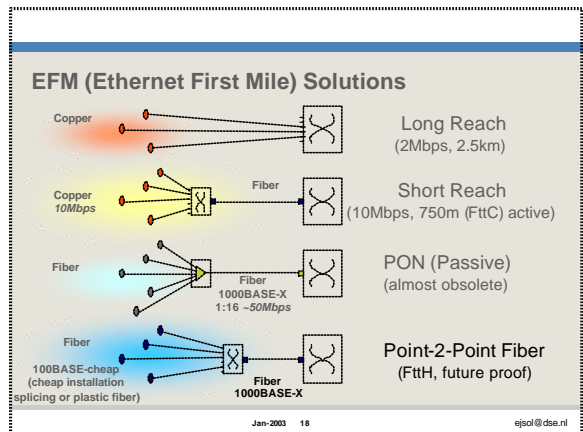 EFM (Ethernet First Mile) Solutions
Copper
Long Reach
(2Mbps, 2.5km)
Copper
10Mbps
Fiber
Short Reach
(10Mbps, 750m (FttC) active)
Fiber
Fiber
1000BASE-X
1:16 ~50Mbps
PON (Passive)
(almost obsolete)
Fiber
100BASE-cheap
(cheap installation
splicing or plastic fiber)
Fiber
1000BASE-X
Point-2-Point Fiber
(FttH, future proof)
Jan-2003 18
ejsol@dse.nl